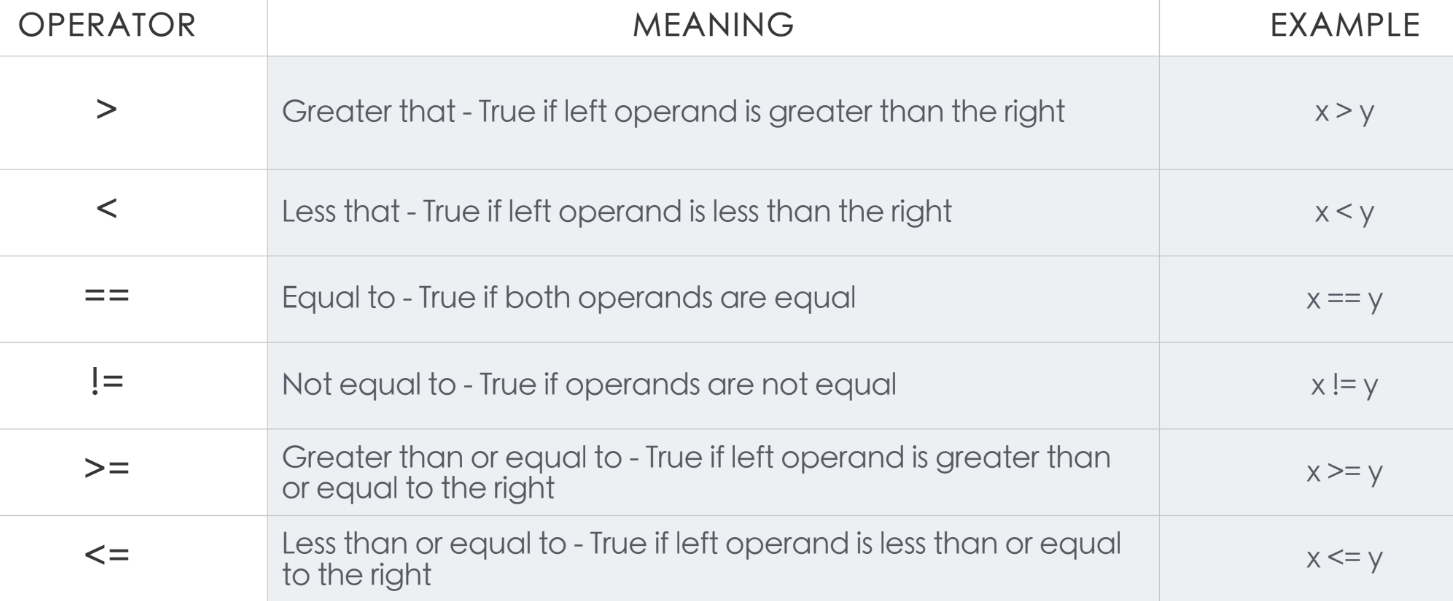 OPERATOR MEANING EXAMPLE
> Greater that - True if left operand is greater than the right x > y
< Less that - True if left operand is less than the right x < y
== Equal to - True if both operands are equal x == y
!= Not equal to - True if operands are not equal x != y
>= Greater than or equal to - True if left operand is greater than
or equal to the right x >= y
<= Less than or equal to - True if left operand is less than or equal
to the right x <= y